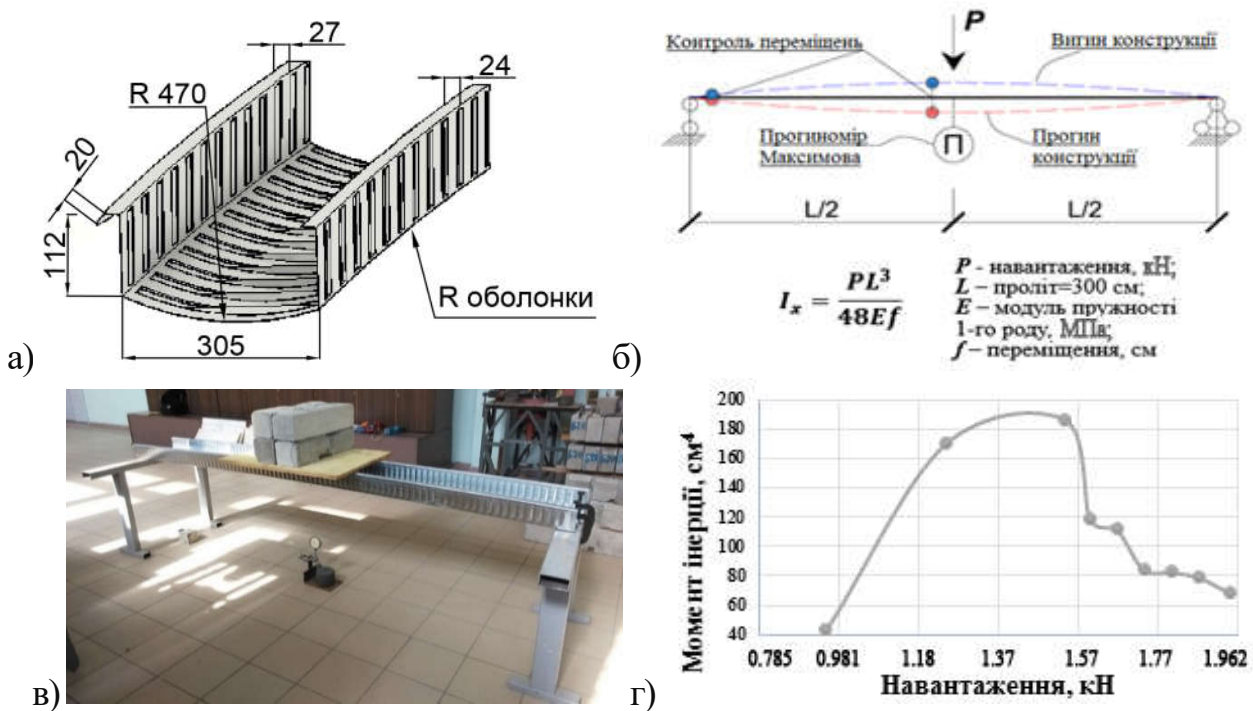 27
24
R 470
20
112
R оболонки
305
а)
P
Контроль переміщень
Вигин конструкції
Прогиномір
Максимова
П
Прогин
конструкції
L/2
L/2
I_x = PL³/48Ef
P - навантаження, кН;
L – проліт=300 см;
E – модуль пружності
1-го роду, МПа;
f – переміщення, см
б)
в)
Момент інерції, см⁴
200
180
160
140
120
100
80
60
40
0.785 0.981 1.18 1.37 1.57 1.77 1.962
Навантаження, кН
г)